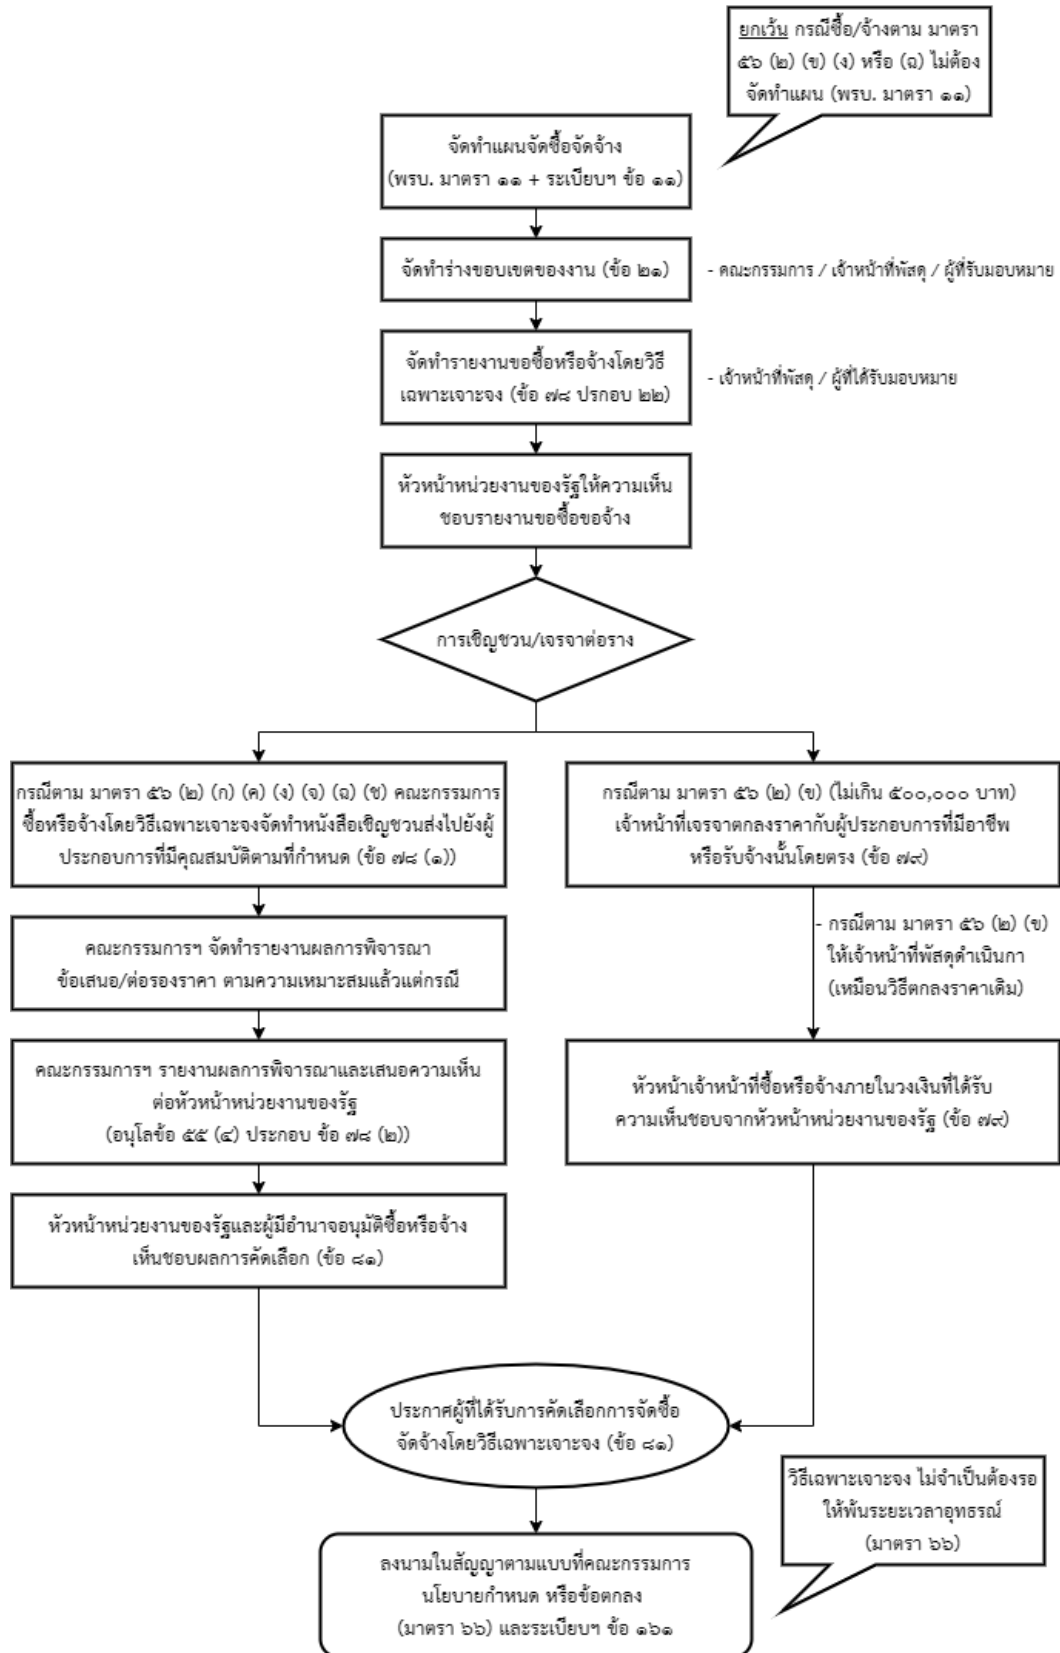 ยกเว้น กรณีซื้อ/จ้างตาม มาตรา
๕๖ (๒) (ข) (ง) หรือ (ฉ) ไม่ต้อง
จัดทำแผน (พรบ. มาตรา ๑๑)
จัดทำแผนจัดซื้อจัดจ้าง
(พรบ. มาตรา ๑๑ + ระเบียบฯ ข้อ ๑๑)
จัดทำร่างขอบเขตของงาน (ข้อ ๒๑)
- คณะกรรมการ / เจ้าหน้าที่พัสดุ / ผู้ที่รับมอบหมาย
จัดทำรายงานขอซื้อหรือจ้างโดยวิธี
เฉพาะเจาะจง (ข้อ ๗๘ ปรกอบ ๒๒)
- เจ้าหน้าที่พัสดุ / ผู้ที่ได้รับมอบหมาย
หัวหน้าหน่วยงานของรัฐให้ความเห็น
ชอบรายงานขอซื้อขอจ้าง
การเชิญชวน/เจรจาต่อราง
กรณีตาม มาตรา ๕๖ (๒) (ก) (ค) (ง) (จ) (ฉ) (ช) คณะกรรมการ
ซื้อหรือจ้างโดยวิธีเฉพาะเจาะจงจัดทำหนังสือเชิญชวนส่งไปยังผู้
ประกอบการที่มีคุณสมบัติตามที่กำหนด (ข้อ ๗๘ (๑))
กรณีตาม มาตรา ๕๖ (๒) (ข) (ไม่เกิน ๕๐๐,๐๐๐ บาท)
เจ้าหน้าที่เจรจาตกลงราคากับผู้ประกอบการที่มีอาชีพ
หรือรับจ้างนั้นโดยตรง (ข้อ ๗๙)
คณะกรรมการฯ จัดทำรายงานผลการพิจารณา
ข้อเสนอ/ต่อรองราคา ตามความเหมาะสมแล้วแต่กรณี
- กรณีตาม มาตรา ๕๖ (๒) (ข)
ให้เจ้าหน้าที่พัสดุดำเนินกา
(เหมือนวิธีตกลงราคาเดิม)
คณะกรรมการฯ รายงานผลการพิจารณาและเสนอความเห็น
ต่อหัวหน้าหน่วยงานของรัฐ
(อนุโลข้อ ๕๕ (๔) ประกอบ ข้อ ๗๘ (๒))
หัวหน้าเจ้าหน้าที่ซื้อหรือจ้างภายในวงเงินที่ได้รับ
ความเห็นชอบจากหัวหน้าหน่วยงานของรัฐ (ข้อ ๗๙)
หัวหน้าหน่วยงานของรัฐและผู้มีอำนาจอนุมัติซื้อหรือจ้าง
เห็นชอบผลการคัดเลือก (ข้อ ๘๑)
ประกาศผู้ที่ได้รับการคัดเลือกการจัดซื้อ
จัดจ้างโดยวิธีเฉพาะเจาะจง (ข้อ ๘๑)
วิธีเฉพาะเจาะจง ไม่จำเป็นต้องรอ
ให้พ้นระยะเวลาอุทธรณ์
(มาตรา ๖๖)
ลงนามในสัญญาตามแบบที่คณะกรรมการ
นโยบายกำหนด หรือข้อตกลง
(มาตรา ๖๖) และระเบียบฯ ข้อ ๑๖๑